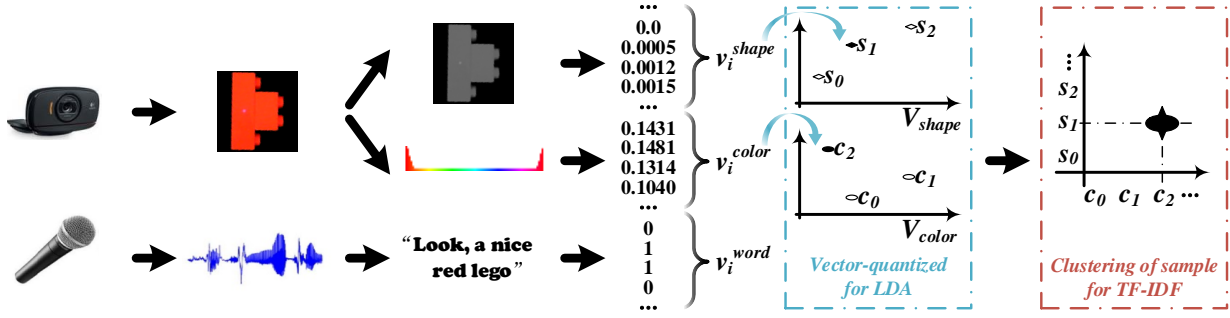 ...
0.0
0.0005
0.0012
0.0015
...
0.1431
0.1481
0.1314
0.1040
...
0
1
1
0
...
v_i^shape
v_i^color
v_i^word
“Look, a nice
red lego”
s_2
s_1
s_0
V_shape
c_2
c_1
c_0
V_color
Vector-quantized
for LDA
...
s_2
s_1
s_0
c_0 c_1 c_2 ...
Clustering of sample
for TF-IDF